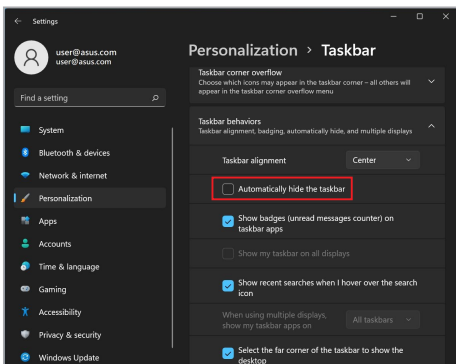 Settings
user@asus.com
user@asus.com
Find a setting
System
Bluetooth & devices
Network & internet
Personalization
Apps
Accounts
Time & language
Gaming
Accessibility
Privacy & security
Windows Update
Personalization > Taskbar
Taskbar corner overflow
Choose which icons may appear in the taskbar corner – all others will
appear in the taskbar corner overflow menu
Taskbar behaviors
Taskbar alignment, badging, automatically hide, and multiple displays
Taskbar alignment
Center
Automatically hide the taskbar
Show badges (unread messages counter) on
taskbar apps
Show my taskbar on all displays
Show recent searches when I hover over the search
icon
When using multiple displays,
show my taskbar apps on
All taskbars
Select the far corner of the taskbar to show the
desktop